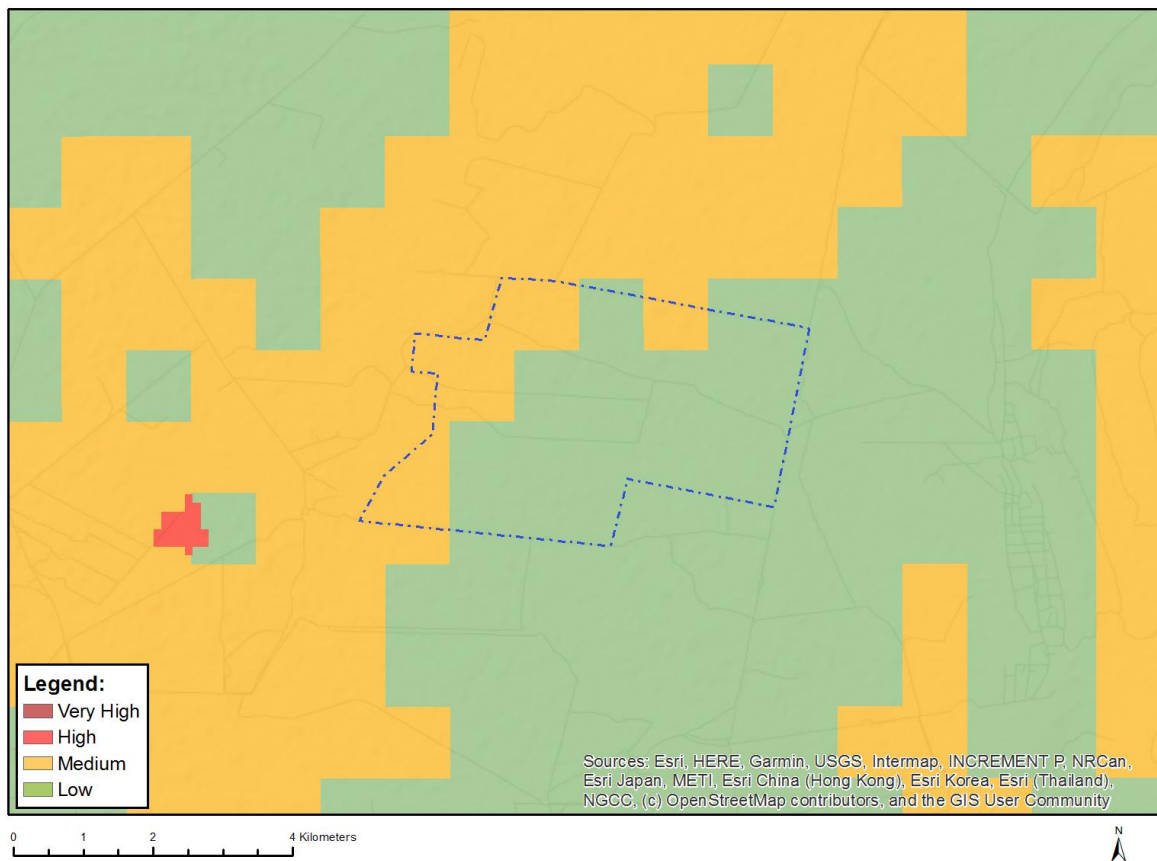 Legend:
Very High
High
Medium
Low
Sources: Esri, HERE, Garmin, USGS, Intermap, INCREMENT P, NRCan,
Esri Japan, METI, Esri China (Hong Kong), Esri Korea, Esri (Thailand),
NGCC, (c) OpenStreetMap contributors, and the GIS User Community
0 1 2 4 Kilometers
N